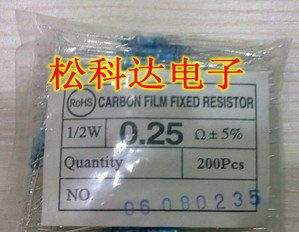 松科达电子
RoHS CARBON FILM FIXED RESISTOR
1/2W 0.25 Ω ± 5%
Quantity 200Pcs
NO. 06080235